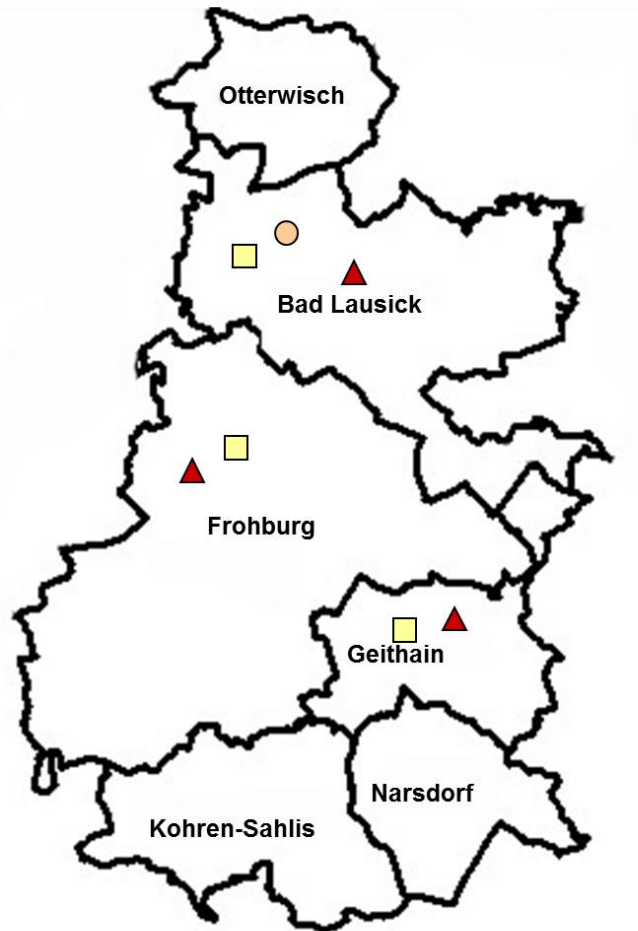 Otterwisch
Bad Lausick
Frohburg
Geithain
Narsdorf
Kohren-Sahlis